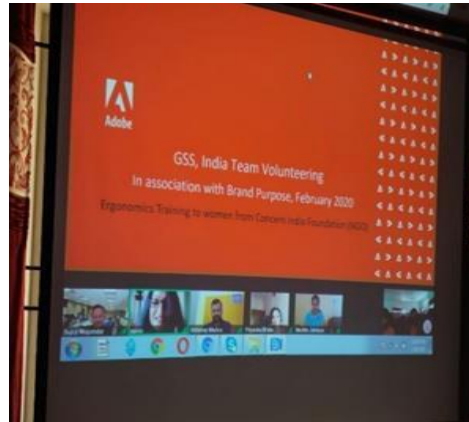 Adobe
GSS, India Team Volunteering
In association with Brand Purpose, February 2020
Ergonomics Training to women from Concern India Foundation (NGO)